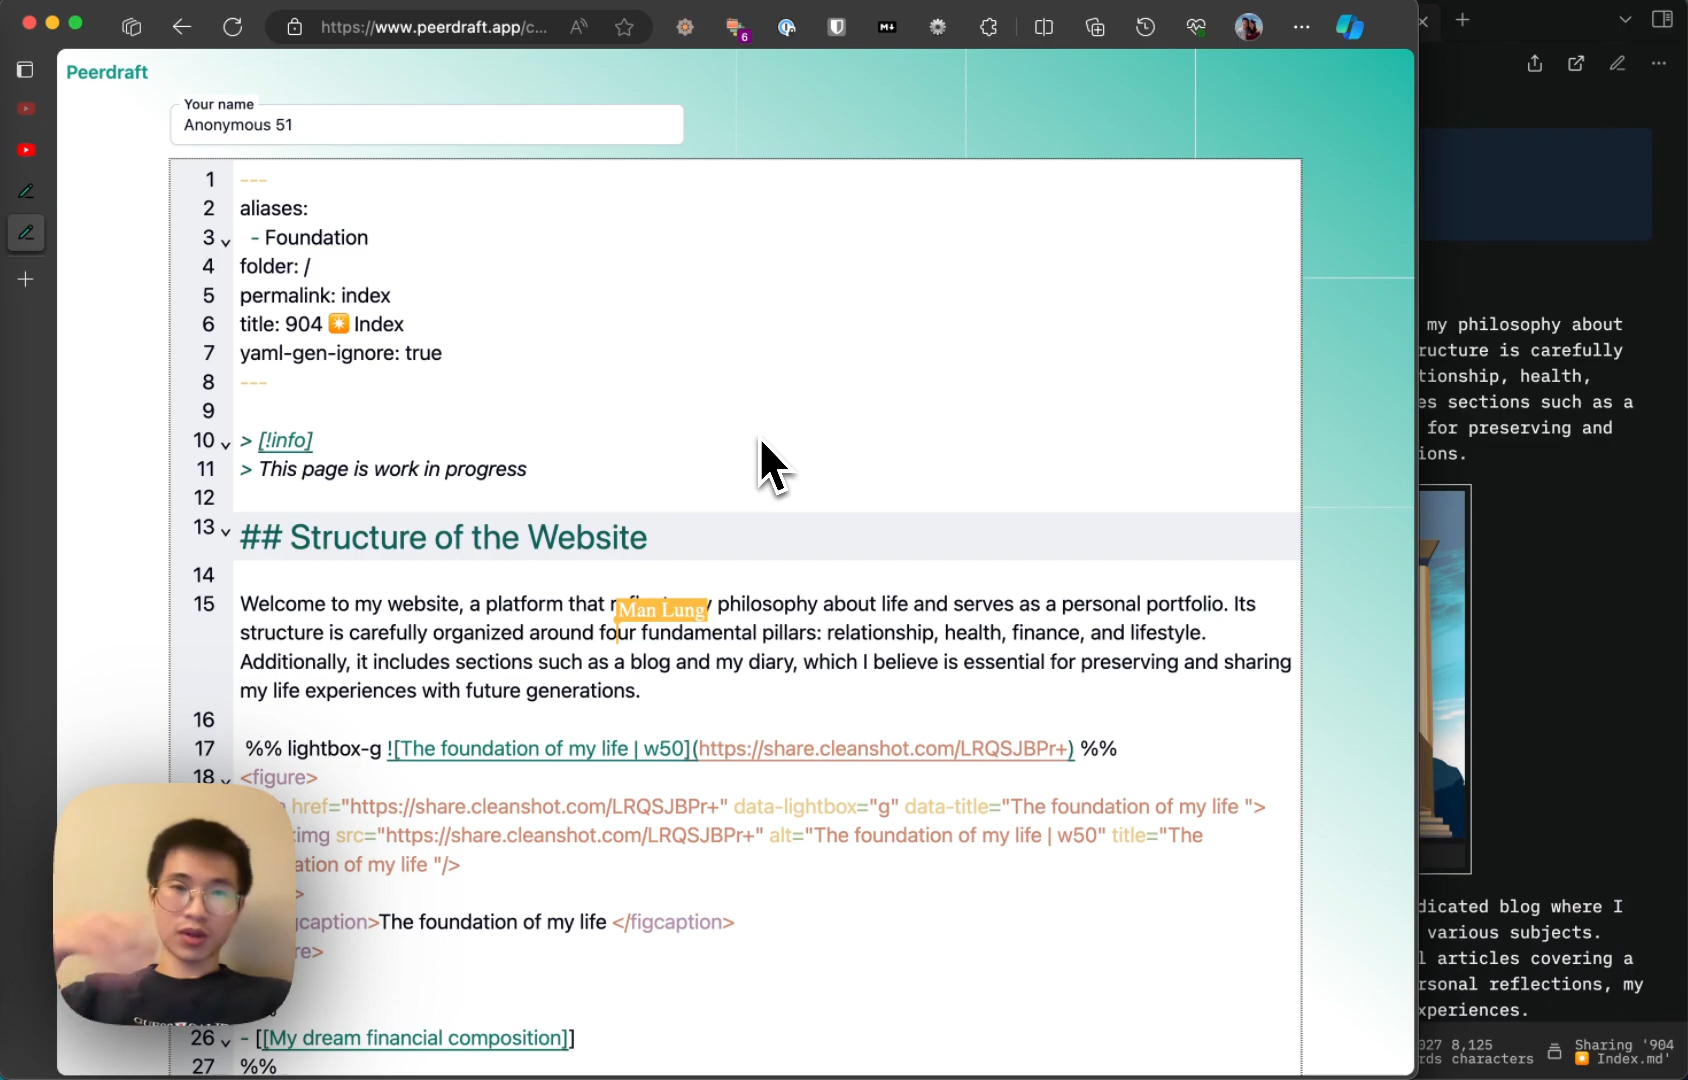 https://www.peerdraft.app/c...
6
Peerdraft
Your name
Anonymous 51
1 ---
2 aliases:
3 - Foundation
4 folder: /
5 permalink: index
6 title: 904 ✴️ Index
7 yaml-gen-ignore: true
8 ---
9
10 > [!info]
11 > This page is work in progress
12
13 ## Structure of the Website
14
15 Welcome to my website, a platform that philosophy about life and serves as a personal portfolio. Its
Man Lung
structure is carefully organized around four fundamental pillars: relationship, health, finance, and lifestyle.
Additionally, it includes sections such as a blog and my diary, which I believe is essential for preserving and sharing
my life experiences with future generations.
16
17 %% lightbox-g ![The foundation of my life | w50](https://share.cleanshot.com/LRQSJBPr+) %%
18 <figure>
href="https://share.cleanshot.com/LRQSJBPr+" data-lightbox="g" data-title="The foundation of my life ">
img src="https://share.cleanshot.com/LRQSJBPr+" alt="The foundation of my life | w50" title="The
ation of my life "/>
>
caption>The foundation of my life </figcaption>
re>
26 - [[My dream financial composition]]
27 %%
my philosophy about
ructure is carefully
tionship, health,
es sections such as a
for preserving and
ions.
dicated blog where I
various subjects.
l articles covering a
rsonal reflections, my
xperiences.
027 8,125
rds characters
Sharing '904
✴️ Index.md'